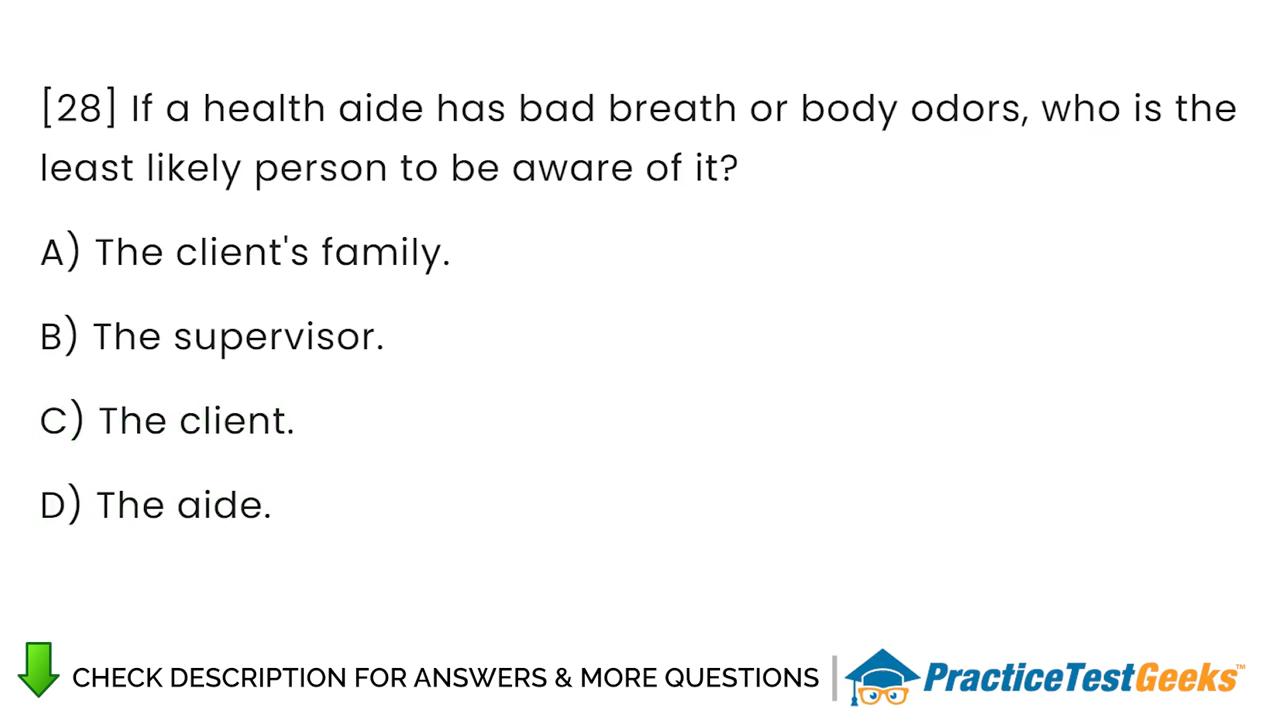 [28] If a health aide has bad breath or body odors, who is the
least likely person to be aware of it?
A) The client's family.
B) The supervisor.
C) The client.
D) The aide.
CHECK DESCRIPTION FOR ANSWERS & MORE QUESTIONS
PracticeTestGeeks™